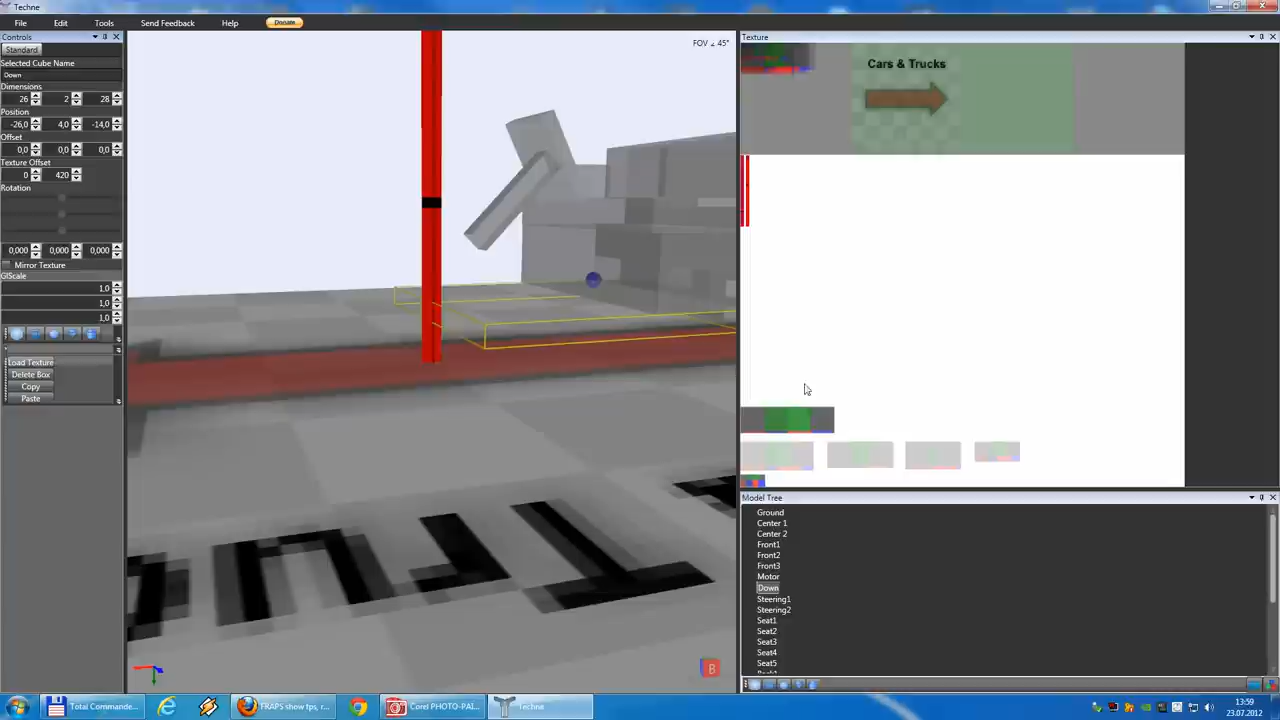 Techne
File Edit Tools Send Feedback Help Donate
Controls
Standard
Selected Cube Name
Down
Dimensions
26 2 28
Position
-26,0 4,0 -14,0
Offset
0,0 0,0 0,0
Texture Offset
0 420
Rotation
0,000 0,000 0,000
Mirror Texture
GlScale
1,0
1,0
1,0
Load Texture
Delete Box
Copy
Paste
FOV ∠ 45°
B
Texture
Cars & Trucks
Model Tree
Ground
Center 1
Center 2
Front1
Front2
Front3
Motor
Down
Steering1
Steering2
Seat1
Seat2
Seat3
Seat4
Seat5
Total Commande...
FRAPS show fps, r...
Corel PHOTO-PAI...
Techne
13:59
23.07.2012